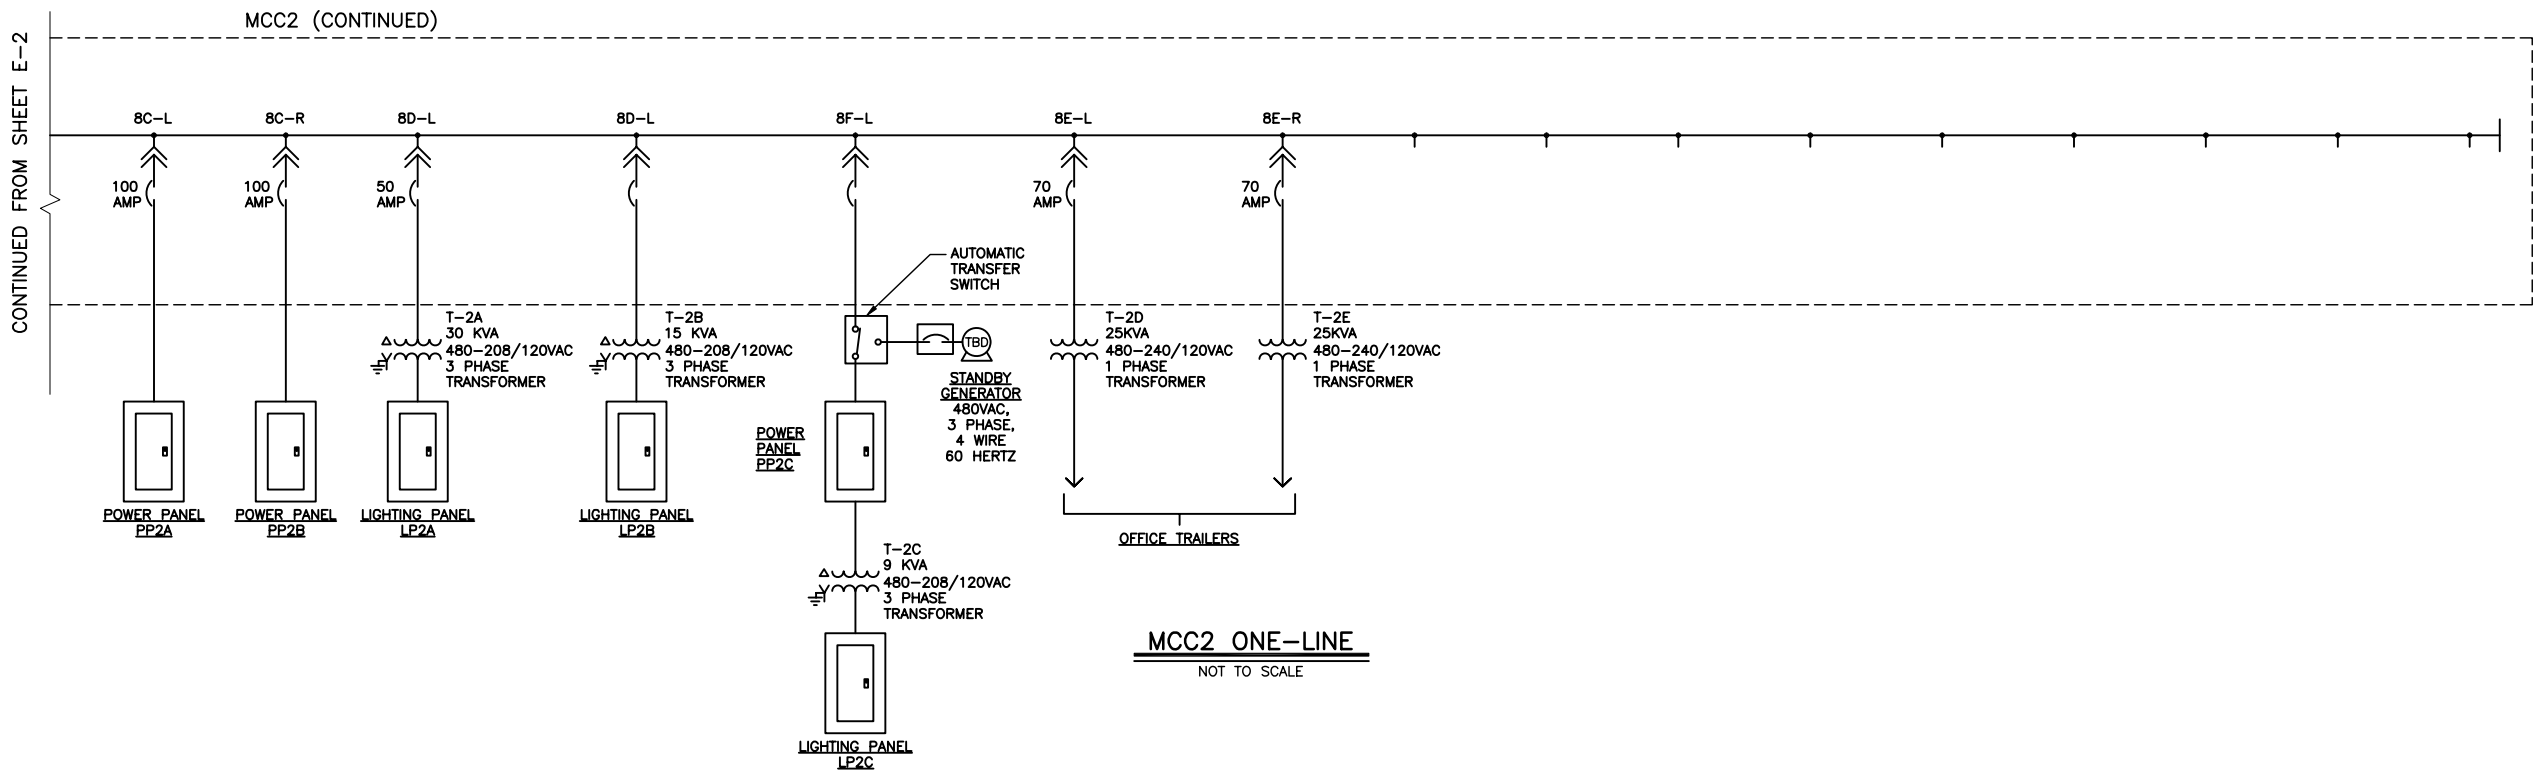 MCC2 (CONTINUED)
CONTINUED FROM SHEET E-2
8C-L
8C-R
8D-L
8D-L
8F-L
8E-L
8E-R
100
AMP
100
AMP
50
AMP
70
AMP
70
AMP
AUTOMATIC
TRANSFER
SWITCH
T-2A
30 KVA
480-208/120VAC
3 PHASE
TRANSFORMER
T-2B
15 KVA
480-208/120VAC
3 PHASE
TRANSFORMER
TBD
STANDBY
GENERATOR
480VAC,
3 PHASE,
4 WIRE
60 HERTZ
T-2D
25KVA
480-240/120VAC
1 PHASE
TRANSFORMER
T-2E
25KVA
480-240/120VAC
1 PHASE
TRANSFORMER
POWER PANEL
PP2A
POWER PANEL
PP2B
LIGHTING PANEL
LP2A
LIGHTING PANEL
LP2B
POWER
PANEL
PP2C
OFFICE TRAILERS
T-2C
9 KVA
480-208/120VAC
3 PHASE
TRANSFORMER
LIGHTING PANEL
LP2C
MCC2 ONE-LINE
NOT TO SCALE